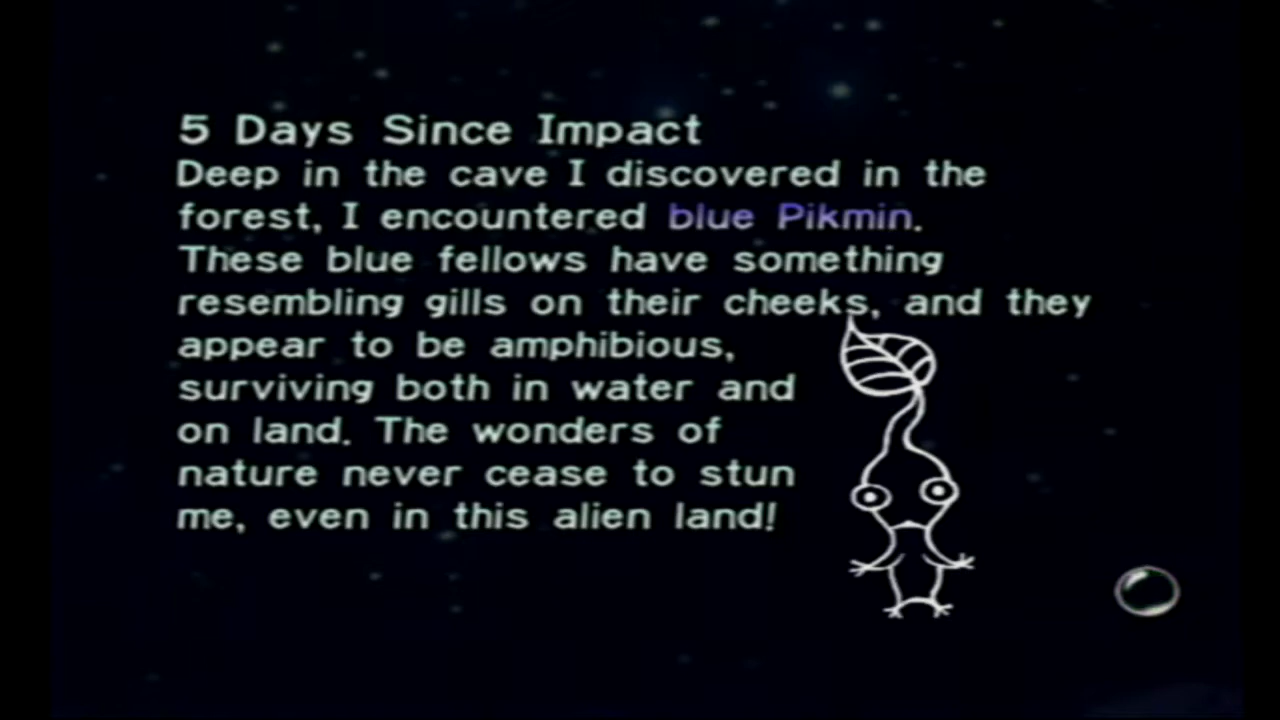 5 Days Since Impact
Deep in the cave I discovered in the
forest, I encountered blue Pikmin.
These blue fellows have something
resembling gills on their cheeks, and they
appear to be amphibious,
surviving both in water and
on land. The wonders of
nature never cease to stun
me, even in this alien land!